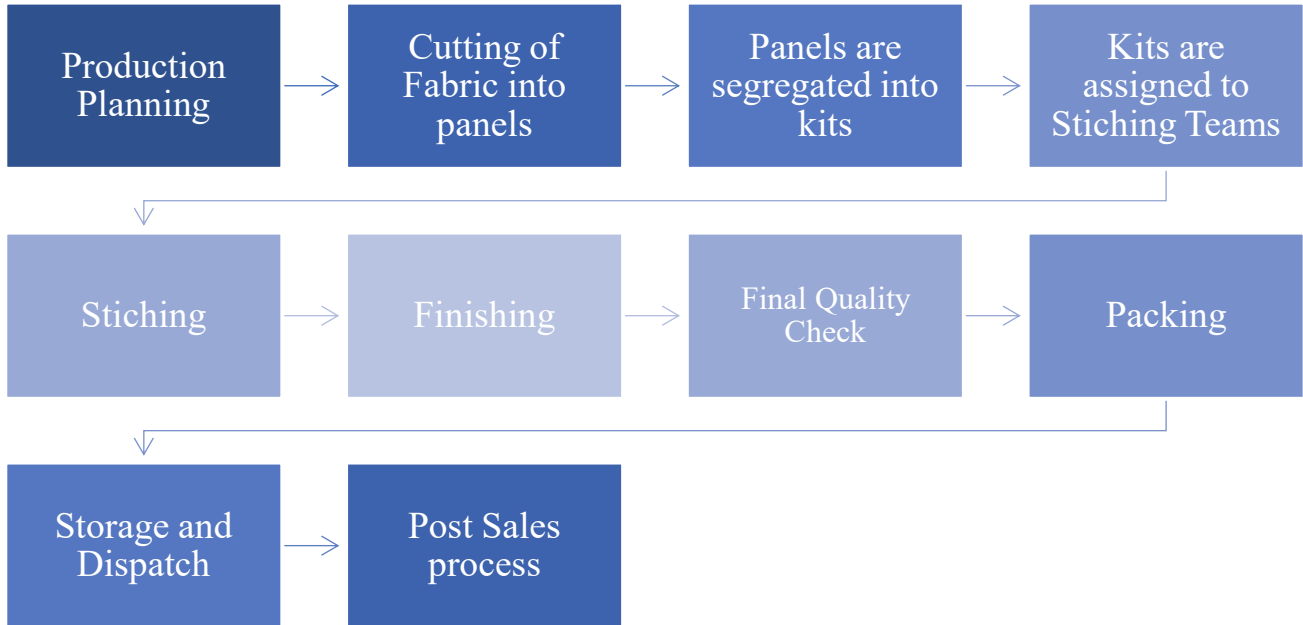 Production
Planning
Cutting of
Fabric into
panels
Panels are
segregated into
kits
Kits are
assigned to
Stiching Teams
Stiching
Finishing
Final Quality
Check
Packing
Storage and
Dispatch
Post Sales
process